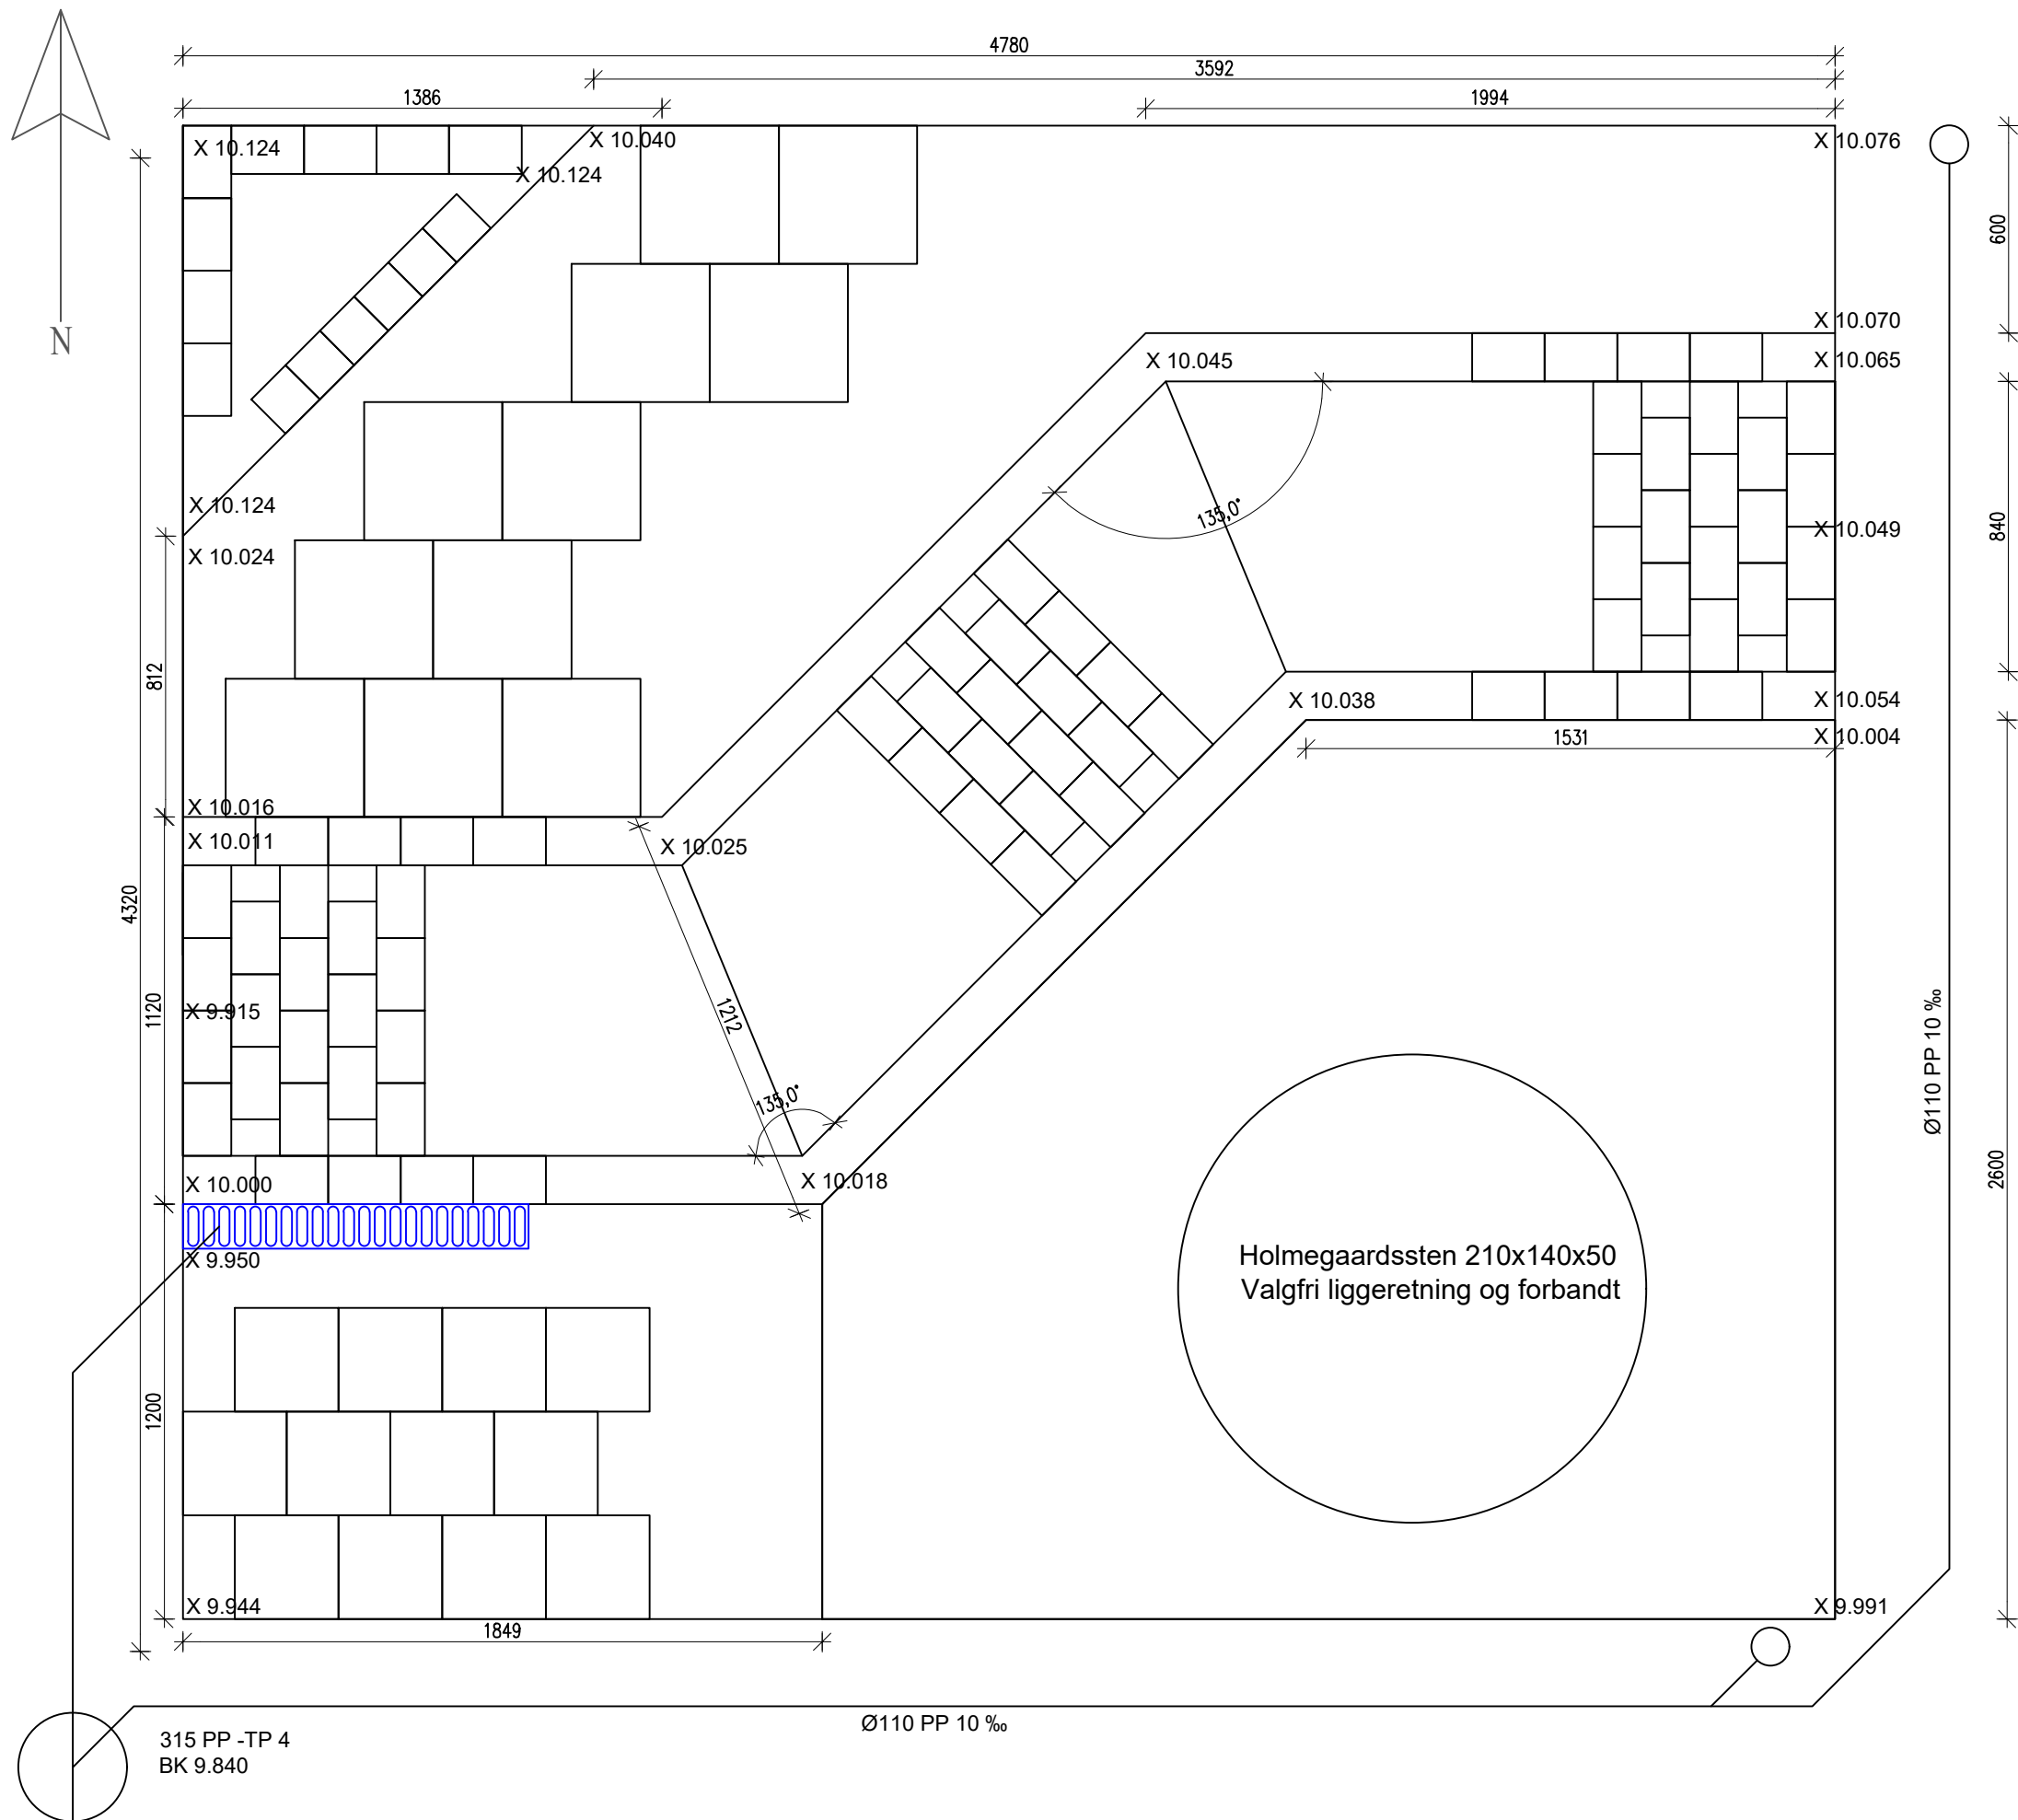 4780
3592
1386
1994
X 10.124
X 10.040
X 10.076
X 10.124
600
N
X 10.070
X 10.045
X 10.065
135,0°
X 10.124
X 10.049
840
X 10.024
812
X 10.038
X 10.054
1531
X 10.004
X 10.016
X 10.011
X 10.025
4320
1120
X 9.915
1212
135,0°
Ø110 PP 10 ‰
X 10.000
X 10.018
2600
X 9.950
Holmegaardssten 210x140x50
Valgfri liggeretning og forbandt
1200
X 9.944
X 9.991
1849
Ø110 PP 10 ‰
315 PP -TP 4
BK 9.840